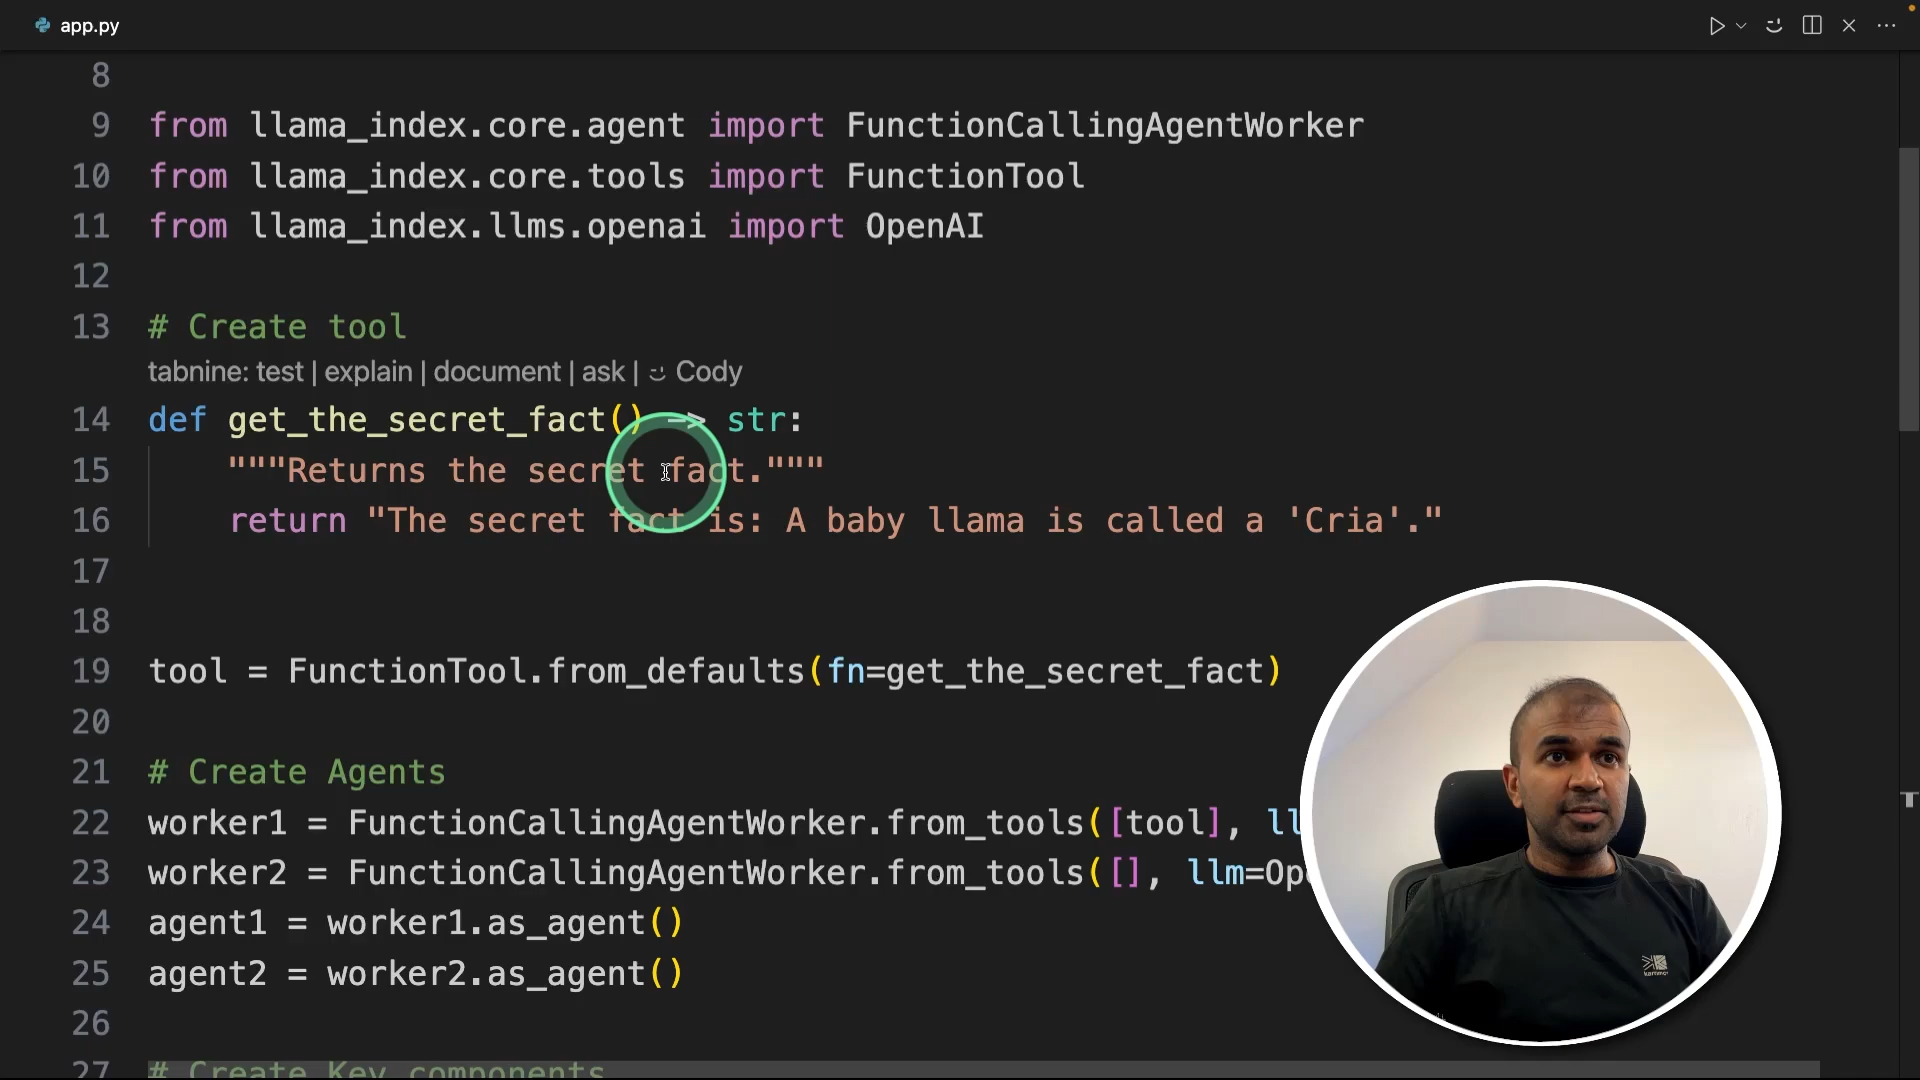 app.py
8
9 from llama_index.core.agent import FunctionCallingAgentWorker
10 from llama_index.core.tools import FunctionTool
11 from llama_index.llms.openai import OpenAI
12
13 # Create tool
tabnine: test | explain | document | ask | Cody
14 def get_the_secret_fact() -> str:
15 """Returns the secret fact."""
16 return "The secret fact is: A baby llama is called a 'Cria'."
17
18
19 tool = FunctionTool.from_defaults(fn=get_the_secret_fact)
20
21 # Create Agents
22 worker1 = FunctionCallingAgentWorker.from_tools([tool], ll
23 worker2 = FunctionCallingAgentWorker.from_tools([], llm=Op
24 agent1 = worker1.as_agent()
25 agent2 = worker2.as_agent()
26
27 # Create Key components